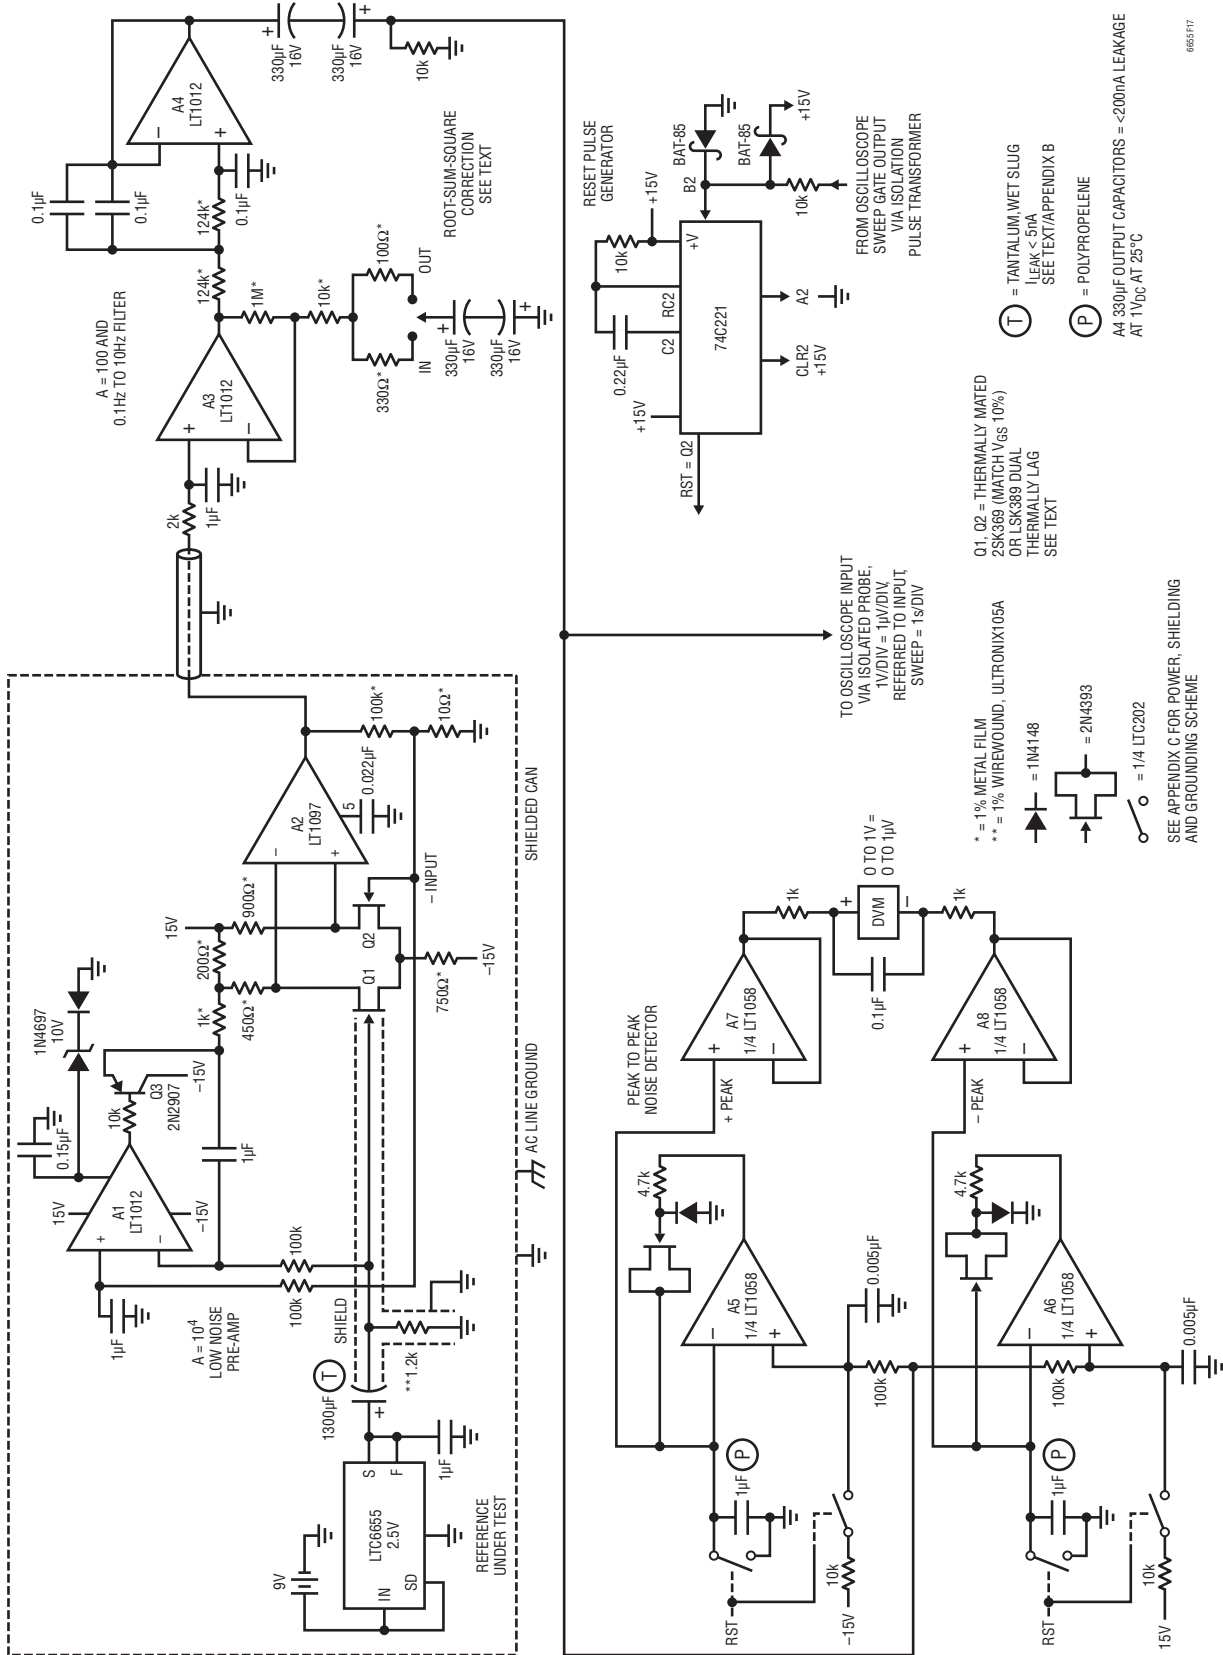 9V
IN
SD
LTC6655
2.5V
S
F
REFERENCE
UNDER TEST
1µF
1300µF
T
+
SHIELD
**1.2k
A = 10⁴
LOW NOISE
PRE-AMP
1µF
100k
100k
15V
+
–
A1
LT1012
–15V
0.15µF
1µF
10k
Q3
2N2907
–15V
1N4697
10V
1k*
200Ω*
15V
450Ω*
900Ω*
Q1
Q2
750Ω*
–15V
– INPUT
–
+
A2
LT1097
5
0.022µF
100k*
10Ω*
SHIELDED CAN
AC LINE GROUND
2k
1µF
+
–
A3
LT1012
A = 100 AND
0.1Hz TO 10Hz FILTER
1M*
10k*
330Ω*
100Ω*
IN
OUT
+
330µF
16V
330µF
16V
+
ROOT-SUM-SQUARE
CORRECTION
SEE TEXT
124k*
124k*
0.1µF
0.1µF
0.1µF
–
+
A4
LT1012
+
330µF
16V
330µF
16V
+
10k
TO OSCILLOSCOPE INPUT
VIA ISOLATED PROBE,
1V/DIV = 1µV/DIV,
REFERRED TO INPUT,
SWEEP = 1s/DIV
RESET PULSE
GENERATOR
+15V
0.22µF
10k
+15V
C2
RC2
+V
74C221
RST = Q2
CLR2
+15V
A2
B2
BAT-85
BAT-85
+15V
10k
FROM OSCILLOSCOPE
SWEEP GATE OUTPUT
VIA ISOLATION
PULSE TRANSFORMER
PEAK TO PEAK
NOISE DETECTOR
RST
–15V
10k
1µF
P
100k
0.005µF
–
+
A5
1/4 LT1058
4.7k
+ PEAK
+
–
A7
1/4 LT1058
1k
+
DVM
–
O TO 1V =
O TO 1µV
0.1µF
1k
RST
15V
10k
1µF
P
100k
0.005µF
–
+
A6
1/4 LT1058
4.7k
– PEAK
+
–
A8
1/4 LT1058
* = 1% METAL FILM
** = 1% WIREWOUND, ULTRONIX105A
= 1N4148
= 2N4393
= 1/4 LTC202
SEE APPENDIX C FOR POWER, SHIELDING
AND GROUNDING SCHEME
Q1, Q2 = THERMALLY MATED
2SK369 (MATCH VGS 10%)
OR LSK389 DUAL
THERMALLY LAG
SEE TEXT
T = TANTALUM,WET SLUG
ILEAK < 5nA
SEE TEXT/APPENDIX B
P = POLYPROPELENE
A4 330µF OUTPUT CAPACITORS = <200nA LEAKAGE
AT 1VDC AT 25°C
6655 F17